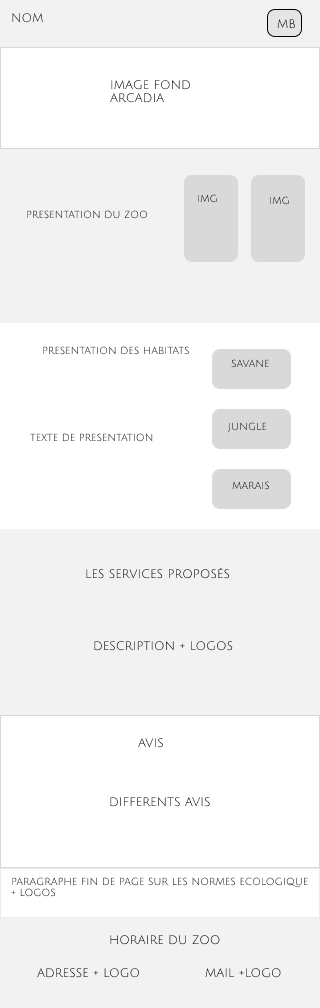 NOM
MB
IMAGE FOND
ARCADIA
IMG
IMG
PRESENTATION DU ZOO
PRESENTATION DES HABITATS
SAVANE
JUNGLE
TEXTE DE PRESENTATION
MARAIS
LES SERVICES PROPOSÉS
DESCRIPTION + LOGOS
AVIS
DIFFERENTS AVIS
PARAGRAPHE FIN DE PAGE SUR LES NORMES ECOLOGIQUE
+ LOGOS
HORAIRE DU ZOO
ADRESSE + LOGO
MAIL +LOGO